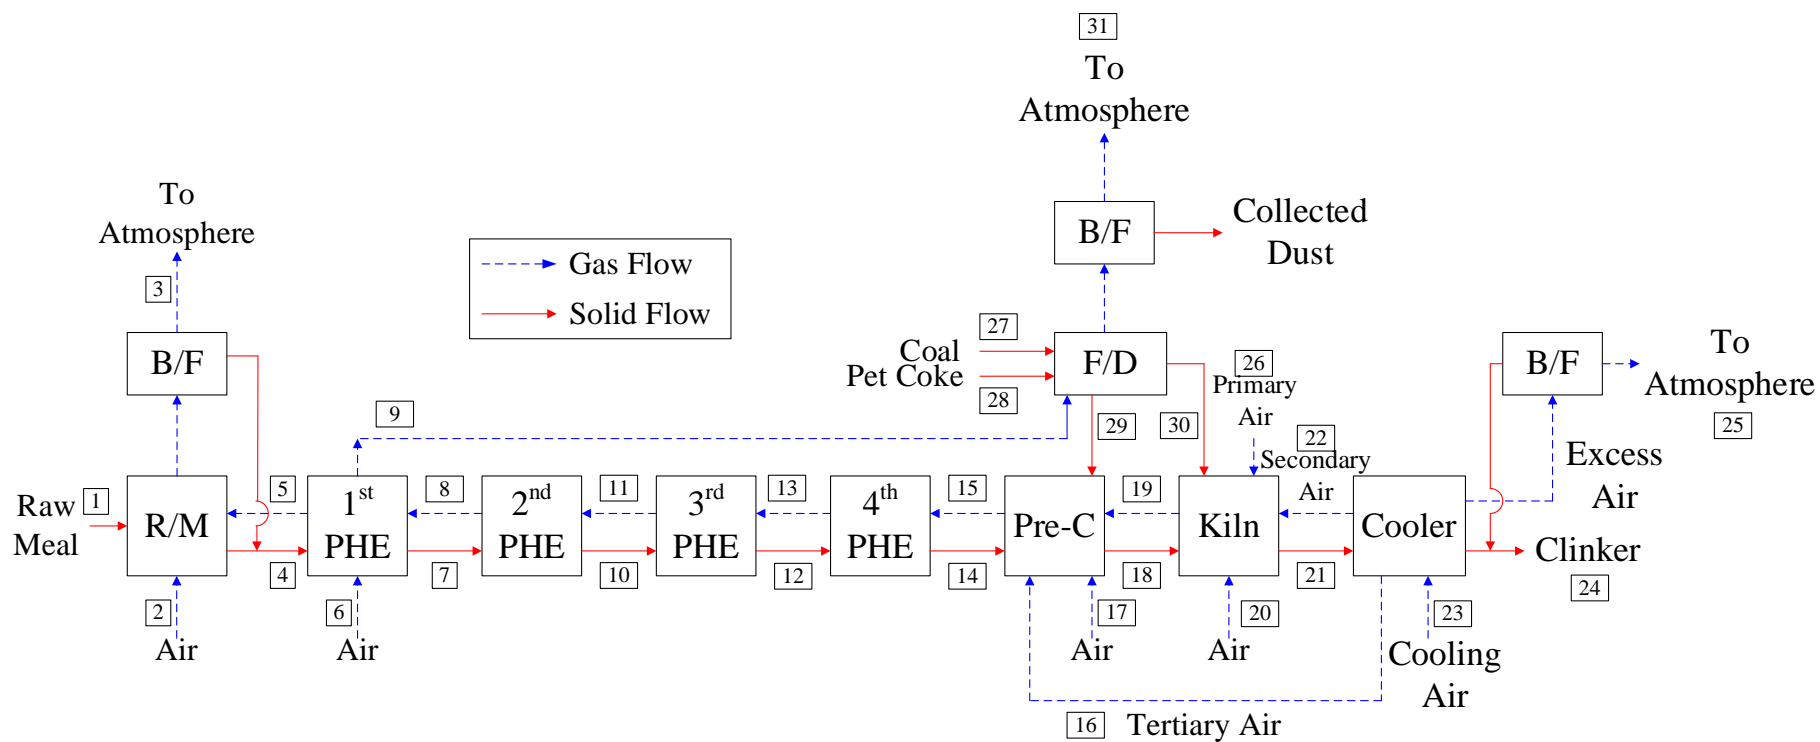 31
To
Atmosphere
To
Atmosphere
3
B/F
Gas Flow
Solid Flow
B/F
Collected
Dust
27
Coal
Pet Coke
28
F/D
26
Primary
Air
B/F
To
Atmosphere
25
9
29
30
22
Secondary
Air
Excess
Air
1
Raw
Meal
R/M
5
1st
PHE
8
2nd
PHE
11
3rd
PHE
13
4th
PHE
15
Pre-C
19
Kiln
Cooler
Clinker
24
4
7
10
12
14
18
21
2
Air
6
Air
17
Air
20
Air
23
Cooling
Air
16
Tertiary Air